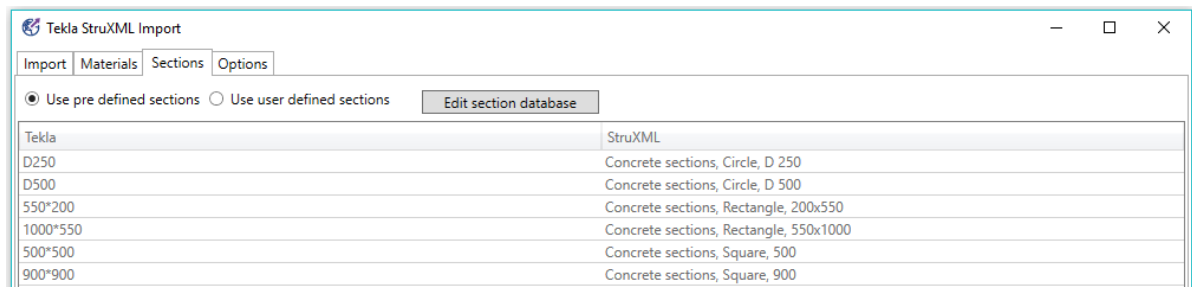 Tekla StruXML Import
Import Materials Sections Options
Use pre defined sections Use user defined sections Edit section database
Tekla StruXML
D250 Concrete sections, Circle, D 250
D500 Concrete sections, Circle, D 500
550*200 Concrete sections, Rectangle, 200x550
1000*550 Concrete sections, Rectangle, 550x1000
500*500 Concrete sections, Square, 500
900*900 Concrete sections, Square, 900